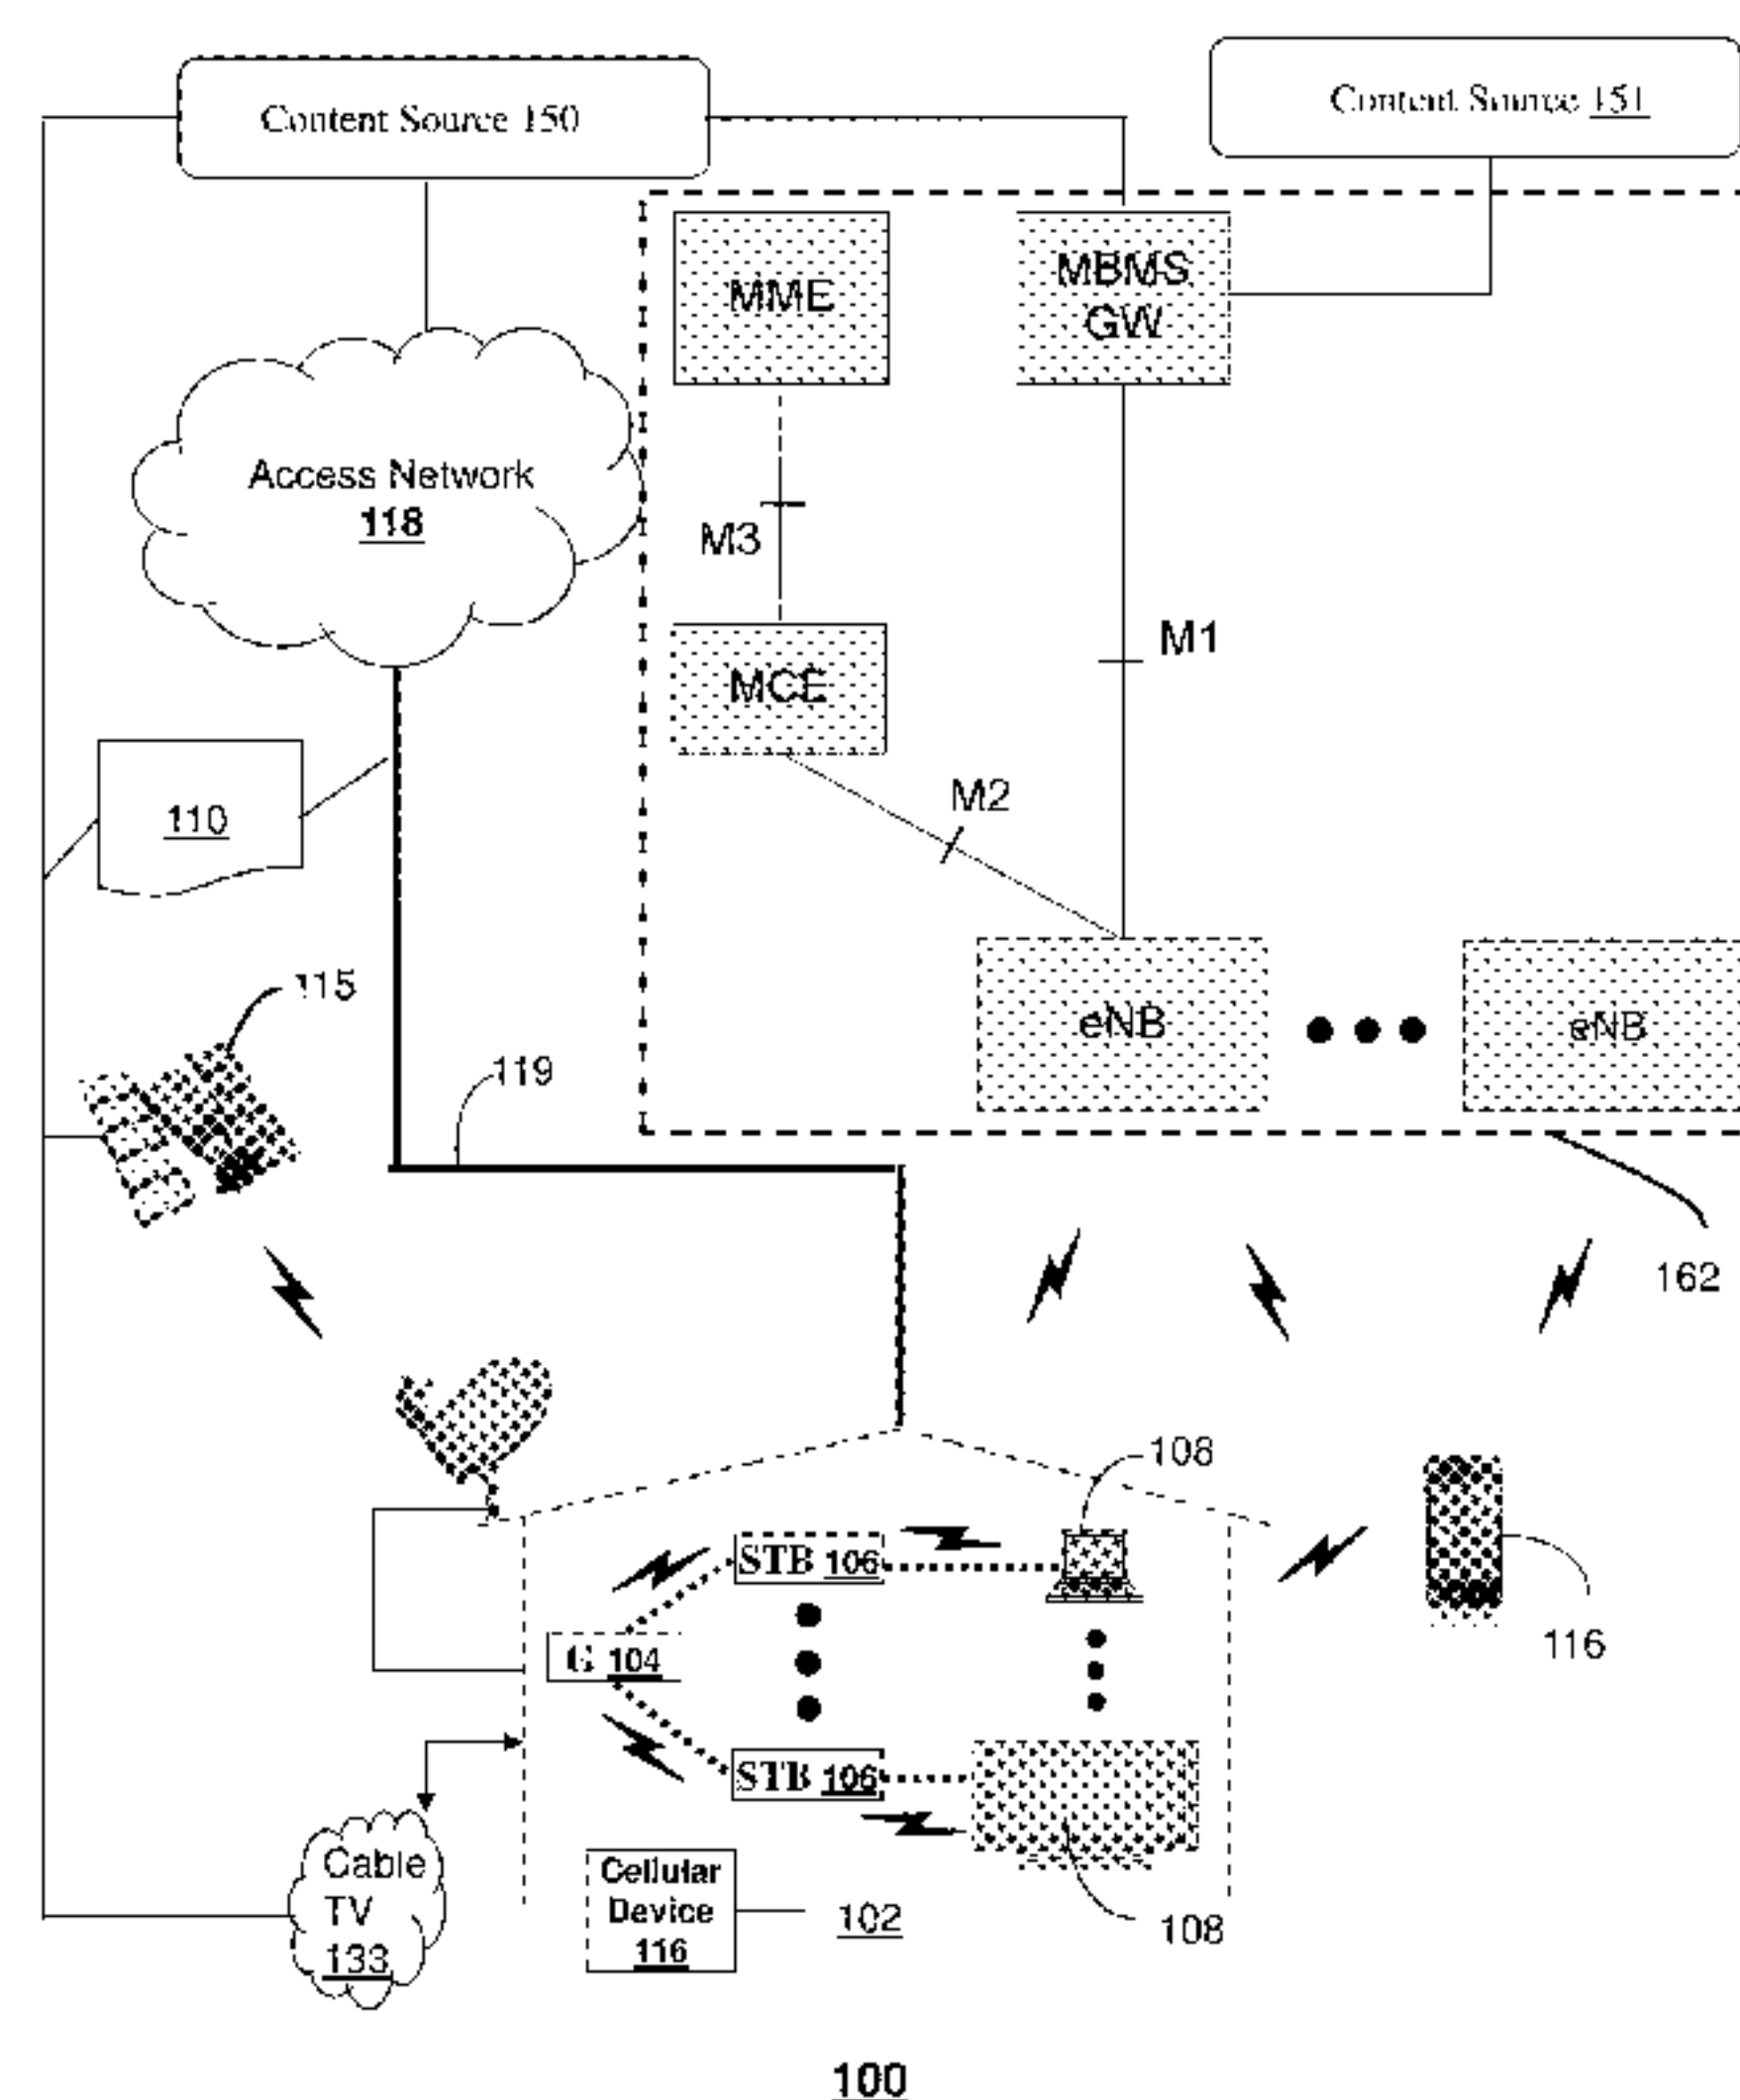 Content Source 150
Content Source 151
MME
MBMS
GW
Access Network
118
M3
M1
MCE
M2
110
115
eNB
eNB
119
162
108
STB 106
G 104
116
STB 106
Cable
TV
133
Cellular
Device
116
102
108
100